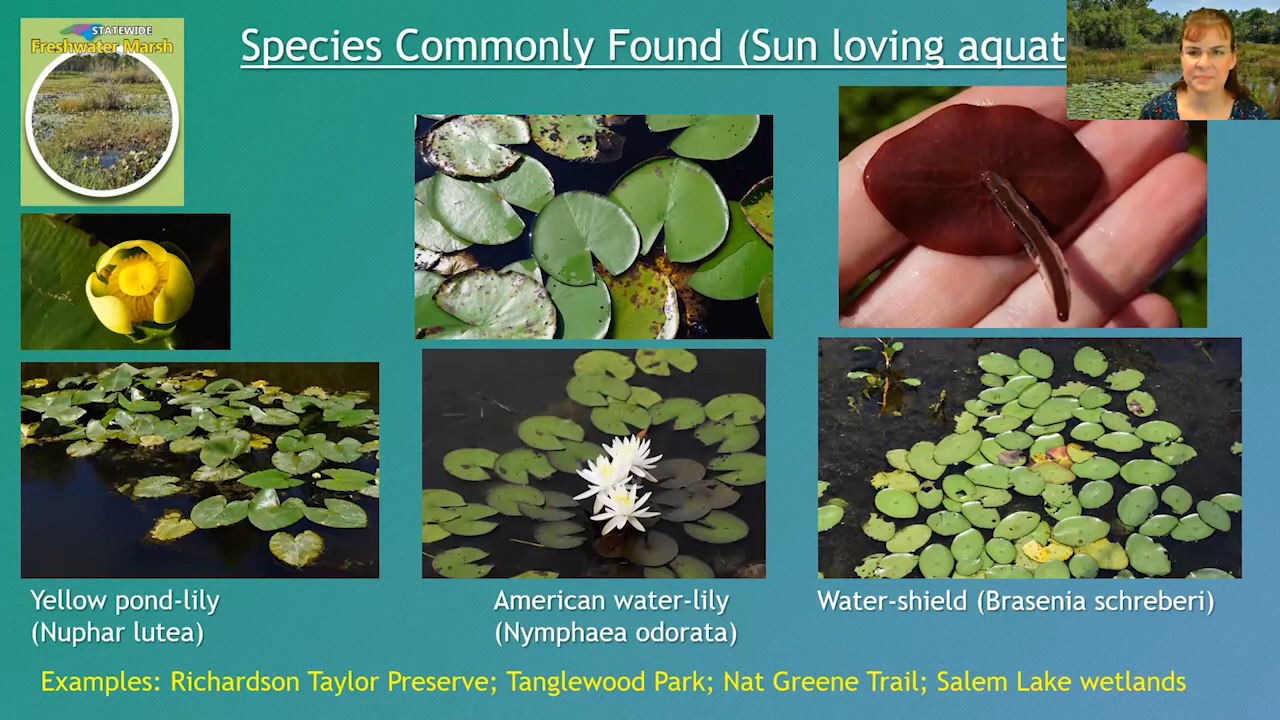 STATEWIDE
Freshwater Marsh
Species Commonly Found (Sun loving aquat
Yellow pond-lily
(Nuphar lutea)
American water-lily
(Nymphaea odorata)
Water-shield (Brasenia schreberi)
Examples: Richardson Taylor Preserve; Tanglewood Park; Nat Greene Trail; Salem Lake wetlands